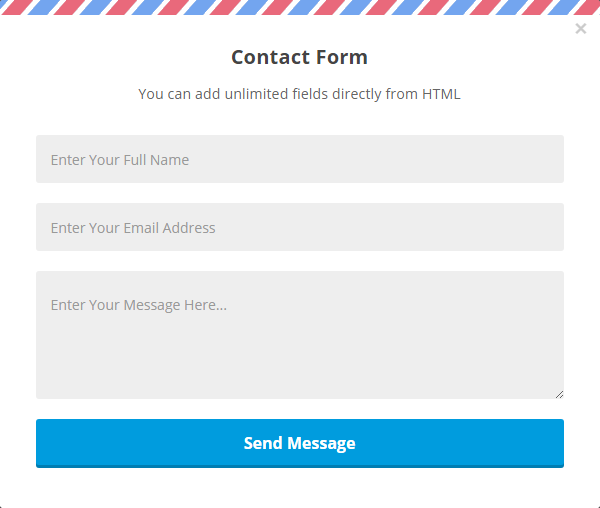 ×
Contact Form
You can add unlimited fields directly from HTML
Enter Your Full Name
Enter Your Email Address
Enter Your Message Here...
Send Message